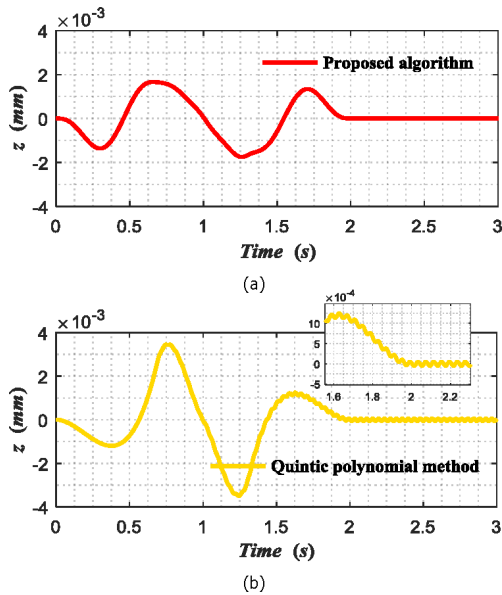 ×10⁻³
4
2
0
-2
-4
z (mm)
Proposed algorithm
0 0.5 1 1.5 2 2.5 3
Time (s)
(a)
×10⁻³
4
2
0
-2
-4
z (mm)
×10⁻⁴
10
5
0
-5
1.6 1.8 2 2.2
Quintic polynomial method
0 0.5 1 1.5 2 2.5 3
Time (s)
(b)